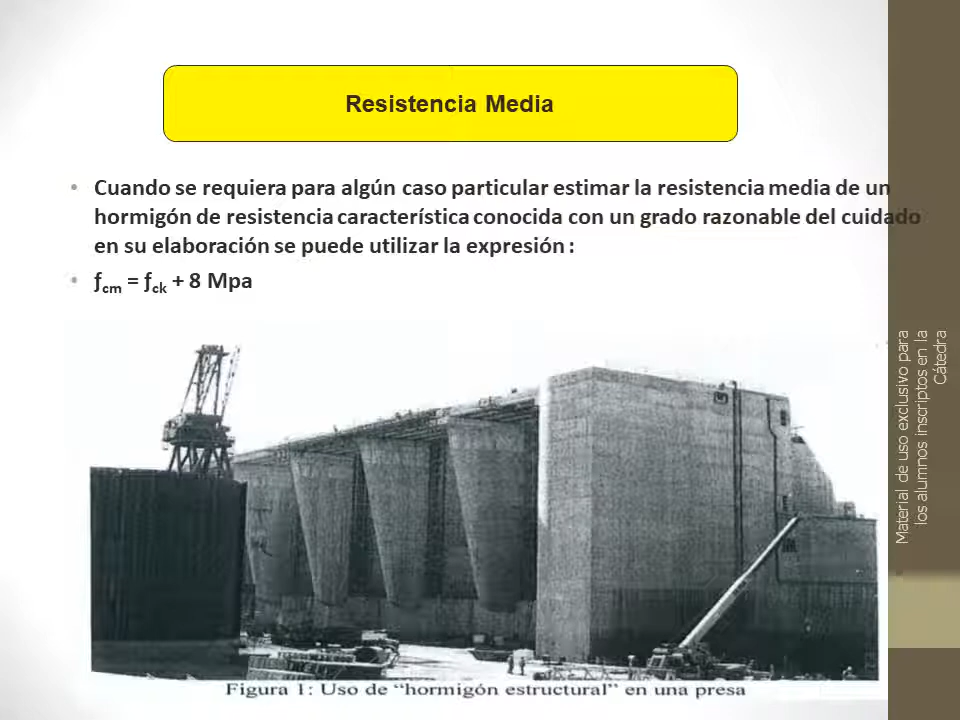 Resistencia Media
• Cuando se requiera para algún caso particular estimar la resistencia media de un
hormigón de resistencia característica conocida con un grado razonable del cuidado
en su elaboración se puede utilizar la expresión :
• fcm = fck + 8 Mpa
Figura 1: Uso de “hormigón estructural” en una presa
Material de uso exclusivo para
los alumnos inscriptos en la
Cátedra